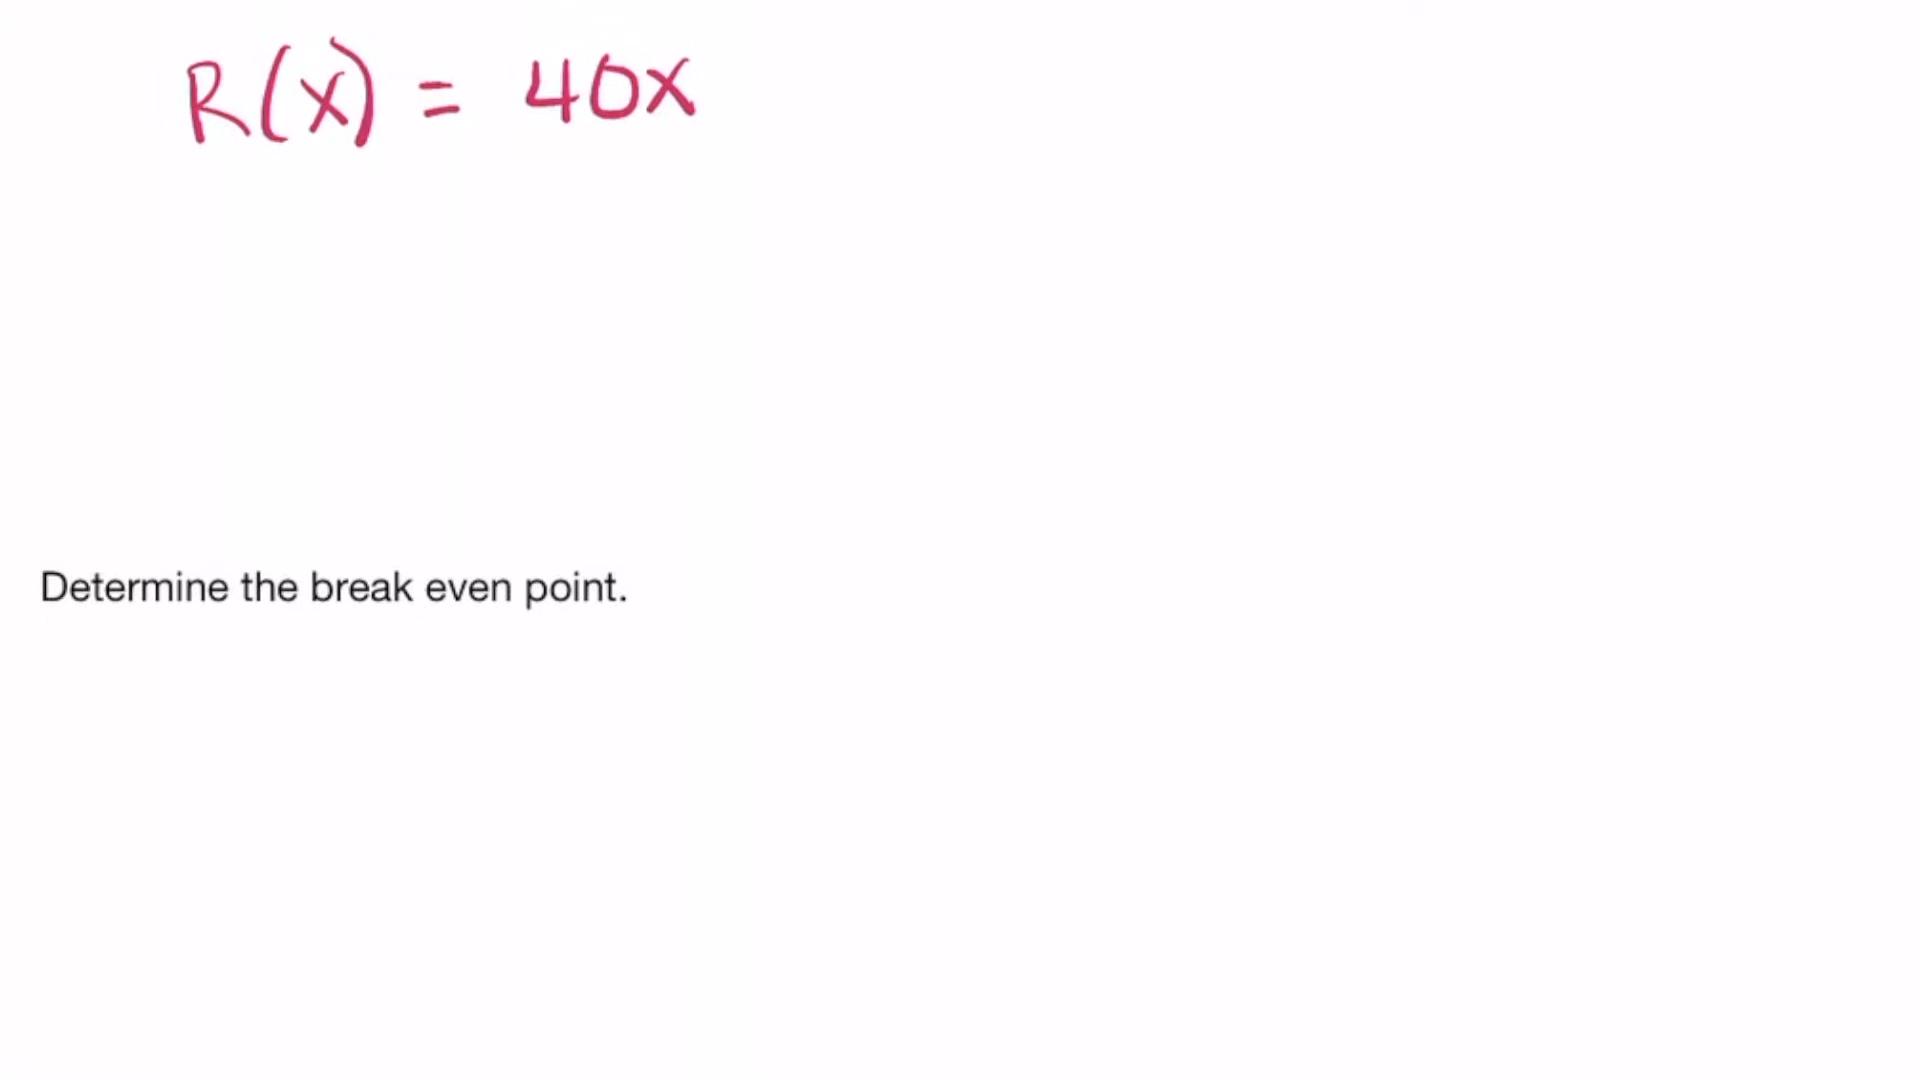 R(x) = 40x
Determine the break even point.